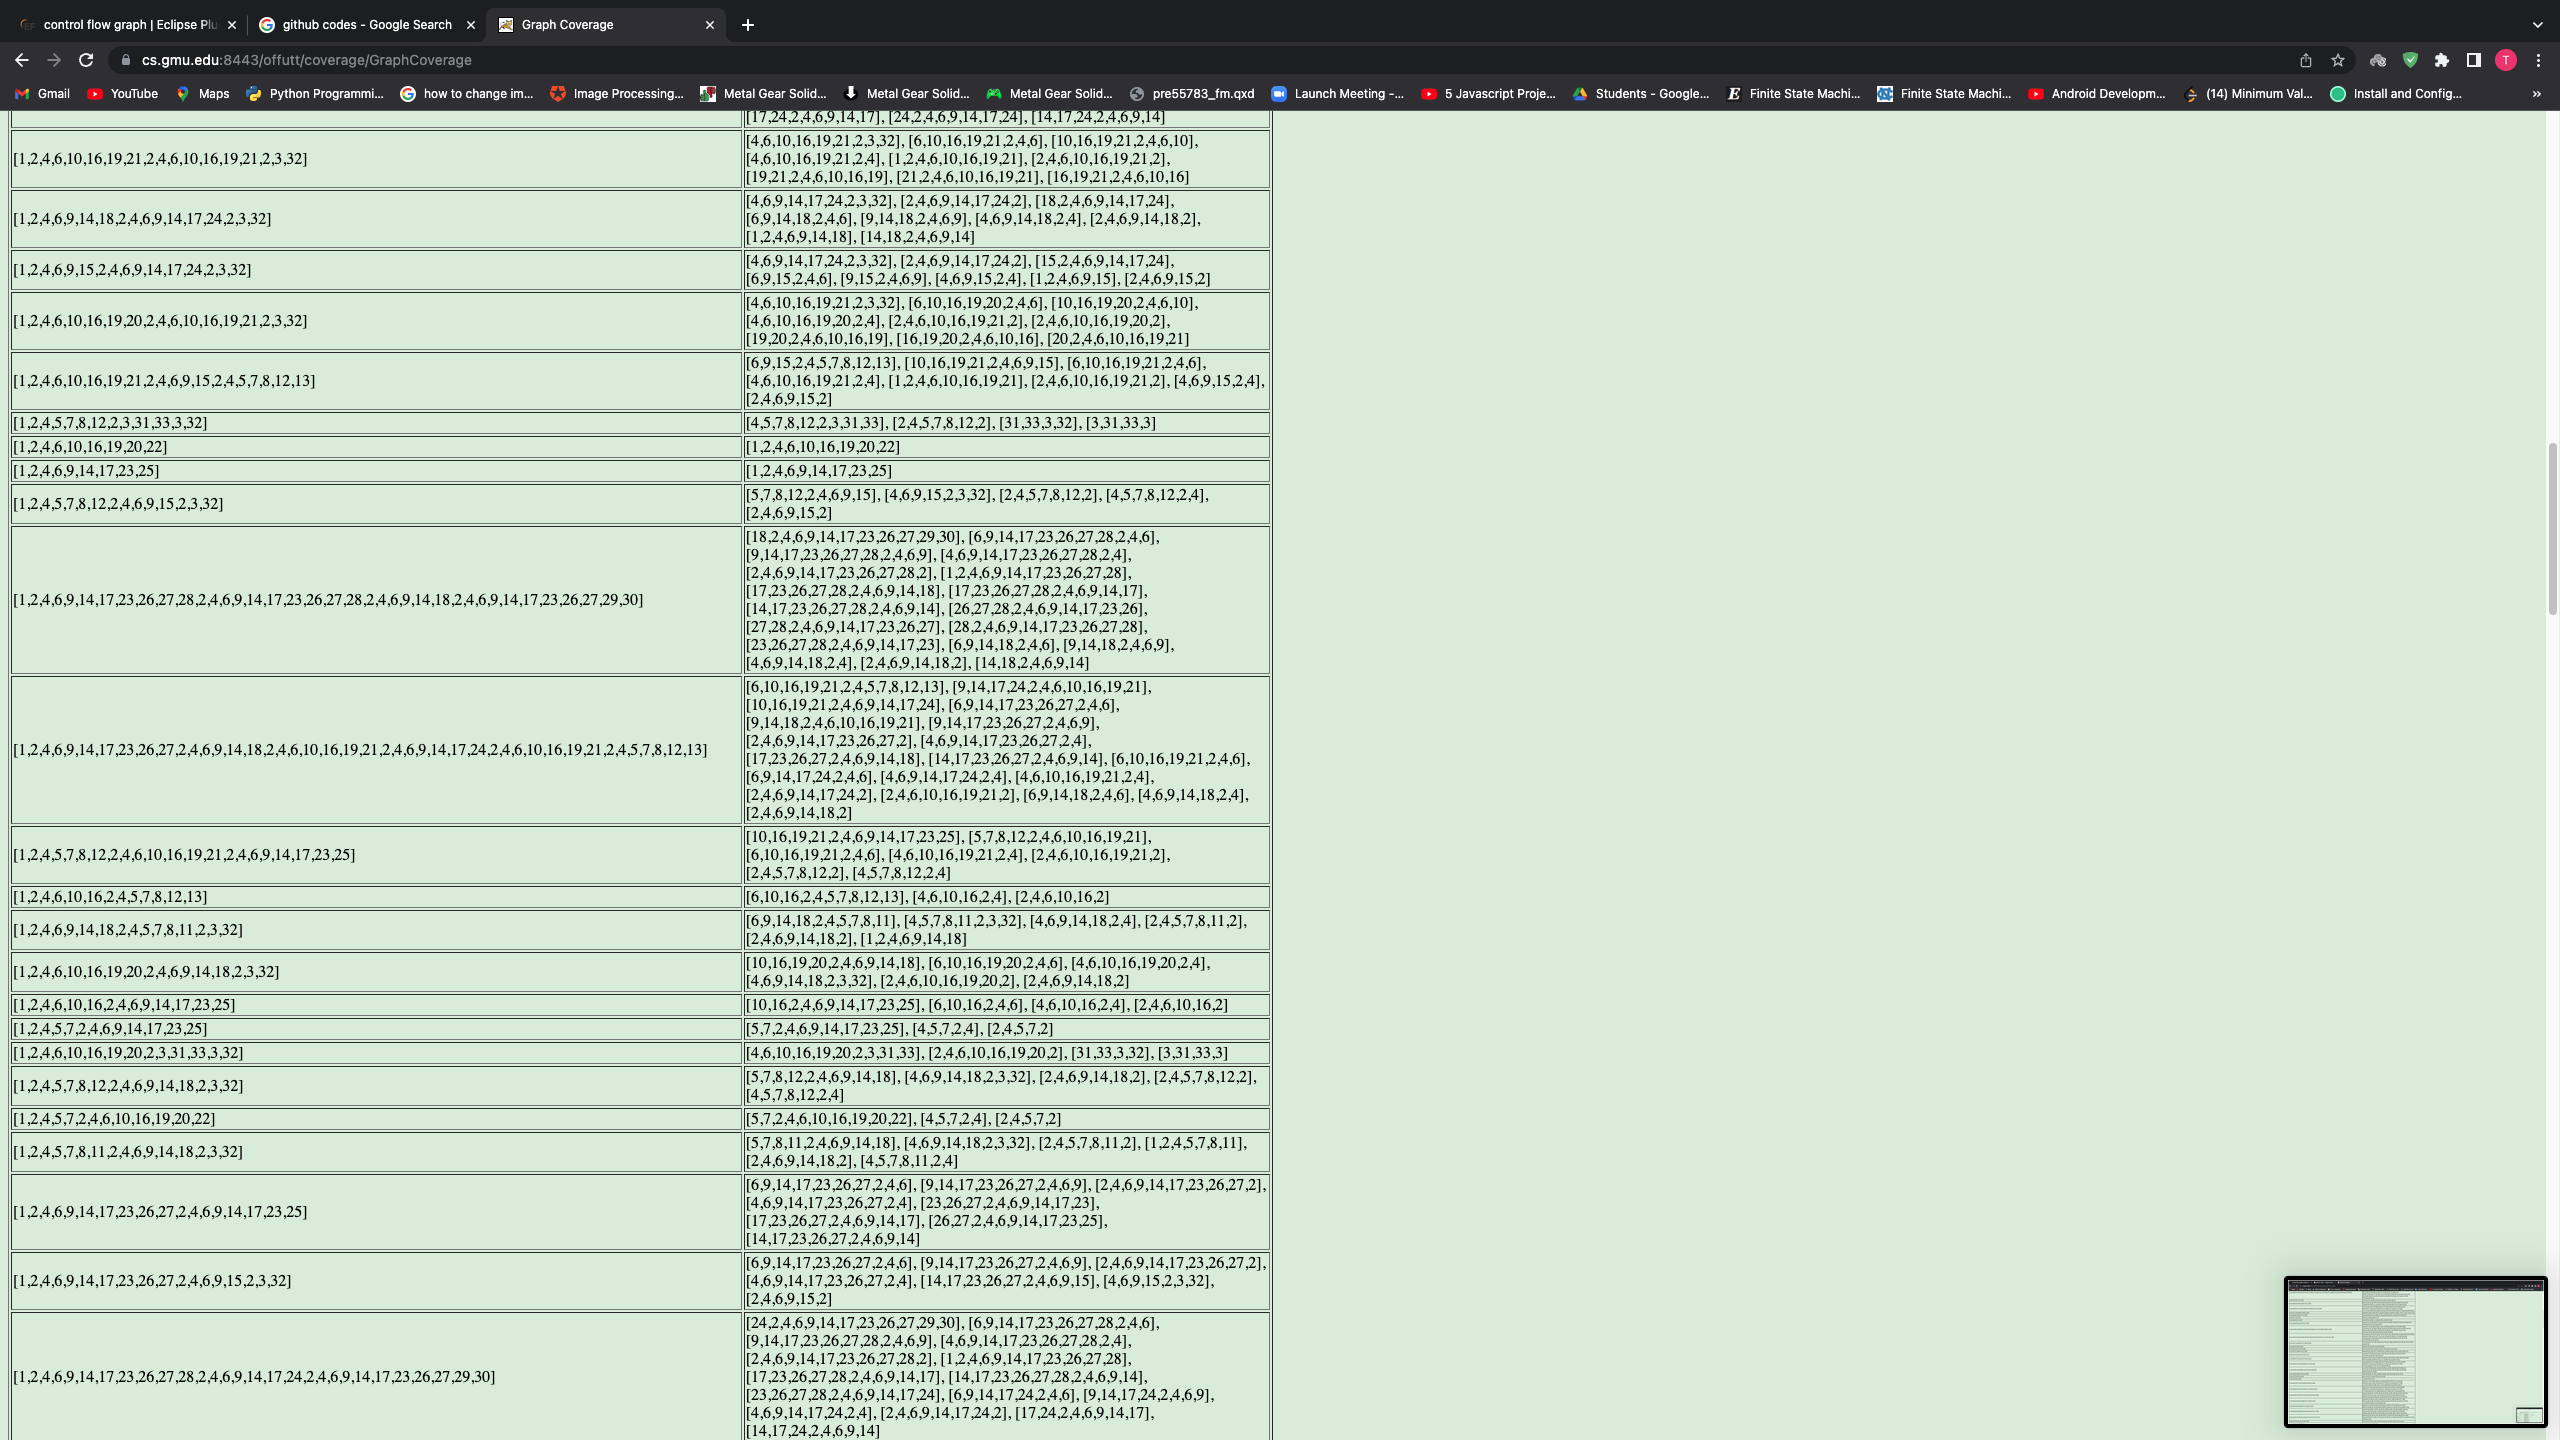 control flow graph | Eclipse Plu
github codes - Google Search
Graph Coverage
cs.gmu.edu:8443/offutt/coverage/GraphCoverage
Gmail
YouTube
Maps
Python Programmi...
how to change im...
Image Processing...
Metal Gear Solid...
Metal Gear Solid...
Metal Gear Solid...
pre55783_fm.qxd
Launch Meeting -...
5 Javascript Proje...
Students - Google...
Finite State Machi...
Finite State Machi...
Android Developm...
(14) Minimum Val...
Install and Config...
»
T
[17,24,2,4,6,9,14,17], [24,2,4,6,9,14,17,24], [14,17,24,2,4,6,9,14]
[1,2,4,6,10,16,19,21,2,4,6,10,16,19,21,2,3,32]
[4,6,10,16,19,21,2,3,32], [6,10,16,19,21,2,4,6], [10,16,19,21,2,4,6,10],
[4,6,10,16,19,21,2,4], [1,2,4,6,10,16,19,21], [2,4,6,10,16,19,21,2],
[19,21,2,4,6,10,16,19], [21,2,4,6,10,16,19,21], [16,19,21,2,4,6,10,16]
[1,2,4,6,9,14,18,2,4,6,9,14,17,24,2,3,32]
[4,6,9,14,17,24,2,3,32], [2,4,6,9,14,17,24,2], [18,2,4,6,9,14,17,24],
[6,9,14,18,2,4,6], [9,14,18,2,4,6,9], [4,6,9,14,18,2,4], [2,4,6,9,14,18,2],
[1,2,4,6,9,14,18], [14,18,2,4,6,9,14]
[1,2,4,6,9,15,2,4,6,9,14,17,24,2,3,32]
[4,6,9,14,17,24,2,3,32], [2,4,6,9,14,17,24,2], [15,2,4,6,9,14,17,24],
[6,9,15,2,4,6], [9,15,2,4,6,9], [4,6,9,15,2,4], [1,2,4,6,9,15], [2,4,6,9,15,2]
[1,2,4,6,10,16,19,20,2,4,6,10,16,19,21,2,3,32]
[4,6,10,16,19,21,2,3,32], [6,10,16,19,20,2,4,6], [10,16,19,20,2,4,6,10],
[4,6,10,16,19,20,2,4], [2,4,6,10,16,19,21,2], [2,4,6,10,16,19,20,2],
[19,20,2,4,6,10,16,19], [16,19,20,2,4,6,10,16], [20,2,4,6,10,16,19,21]
[1,2,4,6,10,16,19,21,2,4,6,9,15,2,4,5,7,8,12,13]
[6,9,15,2,4,5,7,8,12,13], [10,16,19,21,2,4,6,9,15], [6,10,16,19,21,2,4,6],
[4,6,10,16,19,21,2,4], [1,2,4,6,10,16,19,21], [2,4,6,10,16,19,21,2], [4,6,9,15,2,4],
[2,4,6,9,15,2]
[1,2,4,5,7,8,12,2,3,31,33,3,32]
[4,5,7,8,12,2,3,31,33], [2,4,5,7,8,12,2], [31,33,3,32], [3,31,33,3]
[1,2,4,6,10,16,19,20,22]
[1,2,4,6,10,16,19,20,22]
[1,2,4,6,9,14,17,23,25]
[1,2,4,6,9,14,17,23,25]
[1,2,4,5,7,8,12,2,4,6,9,15,2,3,32]
[5,7,8,12,2,4,6,9,15], [4,6,9,15,2,3,32], [2,4,5,7,8,12,2], [4,5,7,8,12,2,4],
[2,4,6,9,15,2]
[1,2,4,6,9,14,17,23,26,27,28,2,4,6,9,14,17,23,26,27,28,2,4,6,9,14,18,2,4,6,9,14,17,23,26,27,29,30]
[18,2,4,6,9,14,17,23,26,27,29,30], [6,9,14,17,23,26,27,28,2,4,6],
[9,14,17,23,26,27,28,2,4,6,9], [4,6,9,14,17,23,26,27,28,2,4],
[2,4,6,9,14,17,23,26,27,28,2], [1,2,4,6,9,14,17,23,26,27,28],
[17,23,26,27,28,2,4,6,9,14,18], [17,23,26,27,28,2,4,6,9,14,17],
[14,17,23,26,27,28,2,4,6,9,14], [26,27,28,2,4,6,9,14,17,23,26],
[27,28,2,4,6,9,14,17,23,26,27], [28,2,4,6,9,14,17,23,26,27,28],
[23,26,27,28,2,4,6,9,14,17,23], [6,9,14,18,2,4,6], [9,14,18,2,4,6,9],
[4,6,9,14,18,2,4], [2,4,6,9,14,18,2], [14,18,2,4,6,9,14]
[1,2,4,6,9,14,17,23,26,27,2,4,6,9,14,18,2,4,6,10,16,19,21,2,4,6,9,14,17,24,2,4,6,10,16,19,21,2,4,5,7,8,12,13]
[6,10,16,19,21,2,4,5,7,8,12,13], [9,14,17,24,2,4,6,10,16,19,21],
[10,16,19,21,2,4,6,9,14,17,24], [6,9,14,17,23,26,27,2,4,6],
[9,14,18,2,4,6,10,16,19,21], [9,14,17,23,26,27,2,4,6,9],
[2,4,6,9,14,17,23,26,27,2], [4,6,9,14,17,23,26,27,2,4],
[17,23,26,27,2,4,6,9,14,18], [14,17,23,26,27,2,4,6,9,14], [6,10,16,19,21,2,4,6],
[6,9,14,17,24,2,4,6], [4,6,9,14,17,24,2,4], [4,6,10,16,19,21,2,4],
[2,4,6,9,14,17,24,2], [2,4,6,10,16,19,21,2], [6,9,14,18,2,4,6], [4,6,9,14,18,2,4],
[2,4,6,9,14,18,2]
[1,2,4,5,7,8,12,2,4,6,10,16,19,21,2,4,6,9,14,17,23,25]
[10,16,19,21,2,4,6,9,14,17,23,25], [5,7,8,12,2,4,6,10,16,19,21],
[6,10,16,19,21,2,4,6], [4,6,10,16,19,21,2,4], [2,4,6,10,16,19,21,2],
[2,4,5,7,8,12,2], [4,5,7,8,12,2,4]
[1,2,4,6,10,16,2,4,5,7,8,12,13]
[6,10,16,2,4,5,7,8,12,13], [4,6,10,16,2,4], [2,4,6,10,16,2]
[1,2,4,6,9,14,18,2,4,5,7,8,11,2,3,32]
[6,9,14,18,2,4,5,7,8,11], [4,5,7,8,11,2,3,32], [4,6,9,14,18,2,4], [2,4,5,7,8,11,2],
[2,4,6,9,14,18,2], [1,2,4,6,9,14,18]
[1,2,4,6,10,16,19,20,2,4,6,9,14,18,2,3,32]
[10,16,19,20,2,4,6,9,14,18], [6,10,16,19,20,2,4,6], [4,6,10,16,19,20,2,4],
[4,6,9,14,18,2,3,32], [2,4,6,10,16,19,20,2], [2,4,6,9,14,18,2]
[1,2,4,6,10,16,2,4,6,9,14,17,23,25]
[10,16,2,4,6,9,14,17,23,25], [6,10,16,2,4,6], [4,6,10,16,2,4], [2,4,6,10,16,2]
[1,2,4,5,7,2,4,6,9,14,17,23,25]
[5,7,2,4,6,9,14,17,23,25], [4,5,7,2,4], [2,4,5,7,2]
[1,2,4,6,10,16,19,20,2,3,31,33,3,32]
[4,6,10,16,19,20,2,3,31,33], [2,4,6,10,16,19,20,2], [31,33,3,32], [3,31,33,3]
[1,2,4,5,7,8,12,2,4,6,9,14,18,2,3,32]
[5,7,8,12,2,4,6,9,14,18], [4,6,9,14,18,2,3,32], [2,4,6,9,14,18,2], [2,4,5,7,8,12,2],
[4,5,7,8,12,2,4]
[1,2,4,5,7,2,4,6,10,16,19,20,22]
[5,7,2,4,6,10,16,19,20,22], [4,5,7,2,4], [2,4,5,7,2]
[1,2,4,5,7,8,11,2,4,6,9,14,18,2,3,32]
[5,7,8,11,2,4,6,9,14,18], [4,6,9,14,18,2,3,32], [2,4,5,7,8,11,2], [1,2,4,5,7,8,11],
[2,4,6,9,14,18,2], [4,5,7,8,11,2,4]
[1,2,4,6,9,14,17,23,26,27,2,4,6,9,14,17,23,25]
[6,9,14,17,23,26,27,2,4,6], [9,14,17,23,26,27,2,4,6,9], [2,4,6,9,14,17,23,26,27,2],
[4,6,9,14,17,23,26,27,2,4], [23,26,27,2,4,6,9,14,17,23],
[17,23,26,27,2,4,6,9,14,17], [26,27,2,4,6,9,14,17,23,25],
[14,17,23,26,27,2,4,6,9,14]
[1,2,4,6,9,14,17,23,26,27,2,4,6,9,15,2,3,32]
[6,9,14,17,23,26,27,2,4,6], [9,14,17,23,26,27,2,4,6,9], [2,4,6,9,14,17,23,26,27,2],
[4,6,9,14,17,23,26,27,2,4], [14,17,23,26,27,2,4,6,9,15], [4,6,9,15,2,3,32],
[2,4,6,9,15,2]
[1,2,4,6,9,14,17,23,26,27,28,2,4,6,9,14,17,24,2,4,6,9,14,17,23,26,27,29,30]
[24,2,4,6,9,14,17,23,26,27,29,30], [6,9,14,17,23,26,27,28,2,4,6],
[9,14,17,23,26,27,28,2,4,6,9], [4,6,9,14,17,23,26,27,28,2,4],
[2,4,6,9,14,17,23,26,27,28,2], [1,2,4,6,9,14,17,23,26,27,28],
[17,23,26,27,28,2,4,6,9,14,17], [14,17,23,26,27,28,2,4,6,9,14],
[23,26,27,28,2,4,6,9,14,17,24], [6,9,14,17,24,2,4,6], [9,14,17,24,2,4,6,9],
[4,6,9,14,17,24,2,4], [2,4,6,9,14,17,24,2], [17,24,2,4,6,9,14,17],
[14,17,24,2,4,6,9,14]